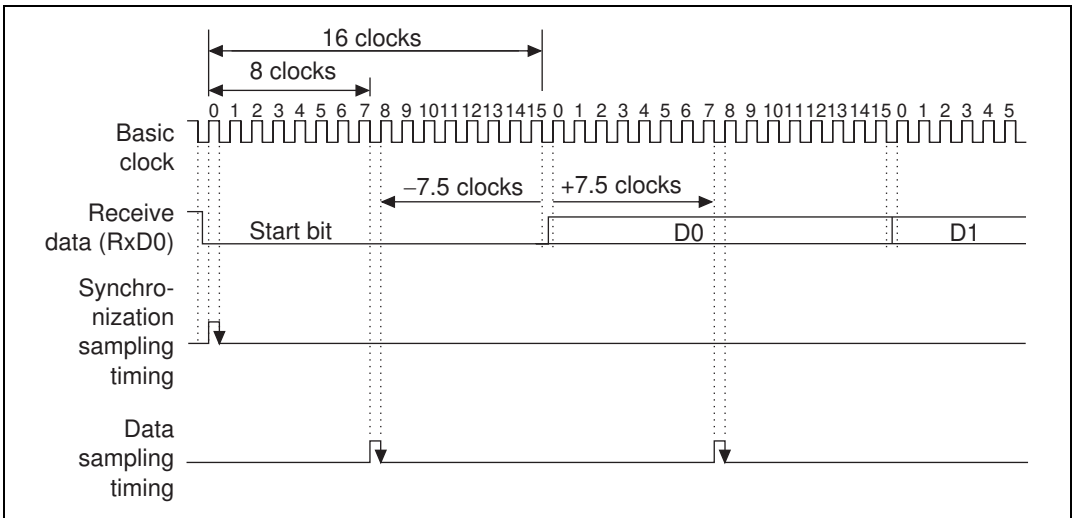 16 clocks
8 clocks
0 1 2 3 4 5 6 7 8 9 10 11 12 13 14 15 0 1 2 3 4 5 6 7 8 9 10 11 12 13 14 15 0 1 2 3 4 5
Basic
clock
−7.5 clocks +7.5 clocks
Receive
data (RxD0)
Start bit D0 D1
Synchro-
nization
sampling
timing
Data
sampling
timing